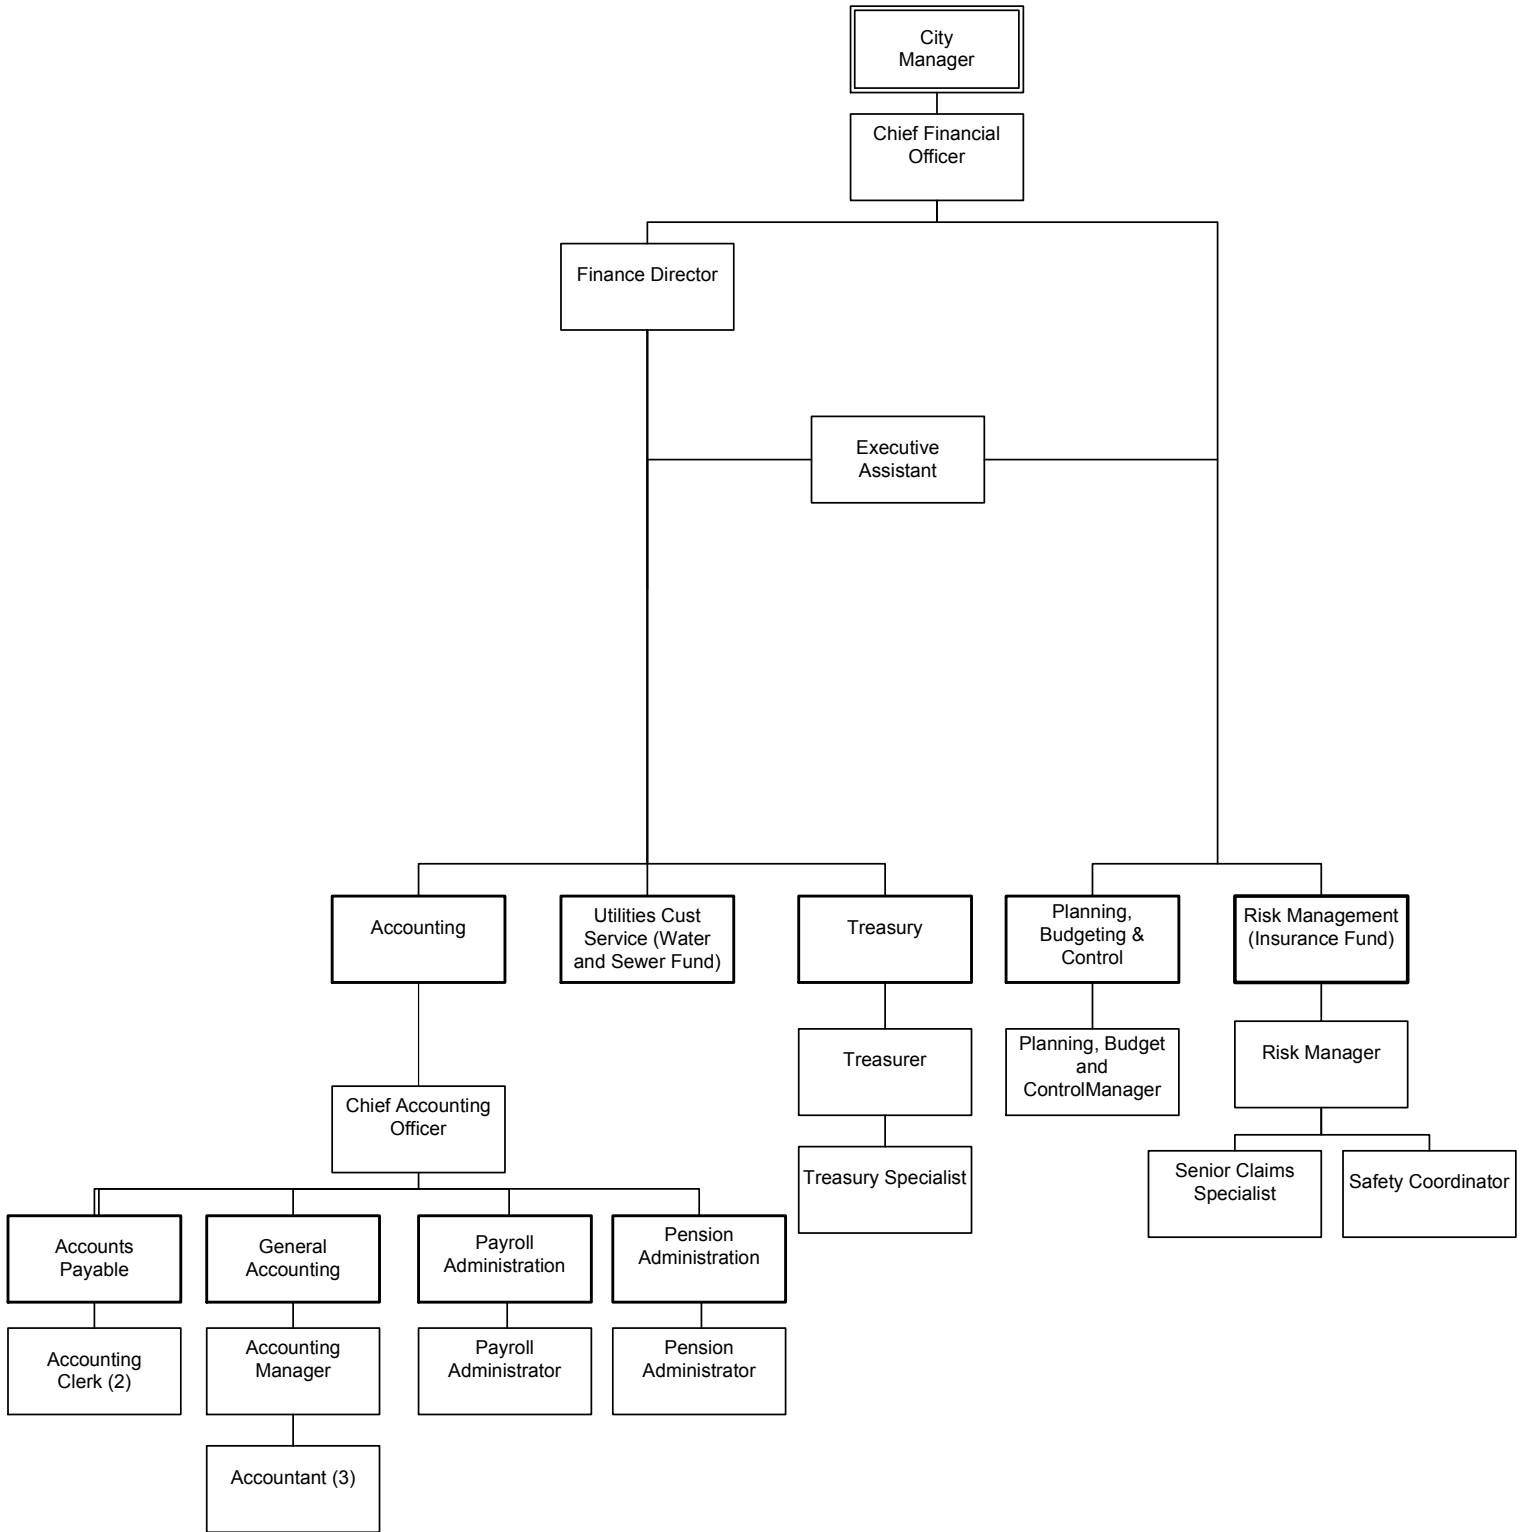 City
Manager
Chief Financial
Officer
Finance Director
Executive
Assistant
Accounting
Utilities Cust
Service (Water
and Sewer Fund)
Treasury
Planning,
Budgeting &
Control
Risk Management
(Insurance Fund)
Treasurer
Planning, Budget
and
ControlManager
Risk Manager
Chief Accounting
Officer
Treasury Specialist
Senior Claims
Specialist
Safety Coordinator
Accounts
Payable
General
Accounting
Payroll
Administration
Pension
Administration
Accounting
Clerk (2)
Accounting
Manager
Payroll
Administrator
Pension
Administrator
Accountant (3)